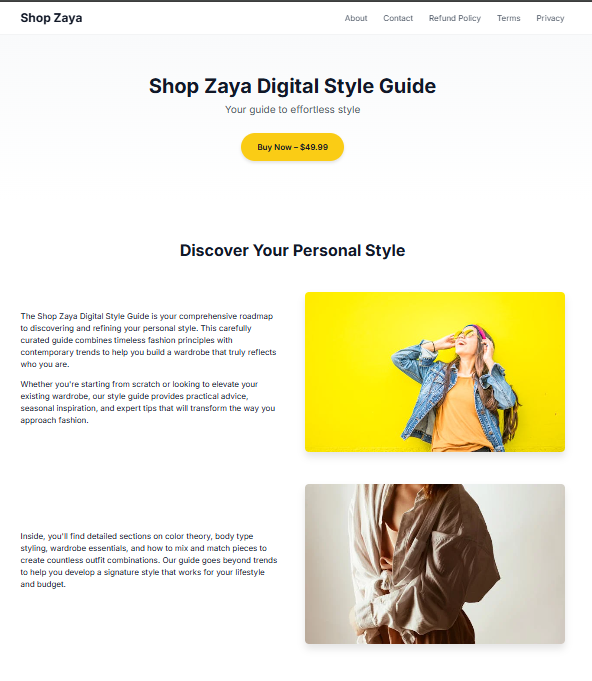 Shop Zaya
About Contact Refund Policy Terms Privacy
Shop Zaya Digital Style Guide
Your guide to effortless style
Buy Now – $49.99
Discover Your Personal Style
The Shop Zaya Digital Style Guide is your comprehensive roadmap
to discovering and refining your personal style. This carefully
curated guide combines timeless fashion principles with
contemporary trends to help you build a wardrobe that truly reflects
who you are.
Whether you're starting from scratch or looking to elevate your
existing wardrobe, our style guide provides practical advice,
seasonal inspiration, and expert tips that will transform the way you
approach fashion.
Inside, you'll find detailed sections on color theory, body type
styling, wardrobe essentials, and how to mix and match pieces to
create countless outfit combinations. Our guide goes beyond trends
to help you develop a signature style that works for your lifestyle
and budget.